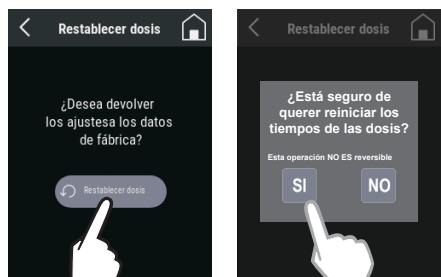 Restablecer dosis
¿Desea devolver
los ajustesa los datos
de fábrica?
Restablecer dosis
Restablecer dosis
¿Está seguro de
querer reiniciar los
tiempos de las dosis?
Esta operación NO ES reversible
SI NO